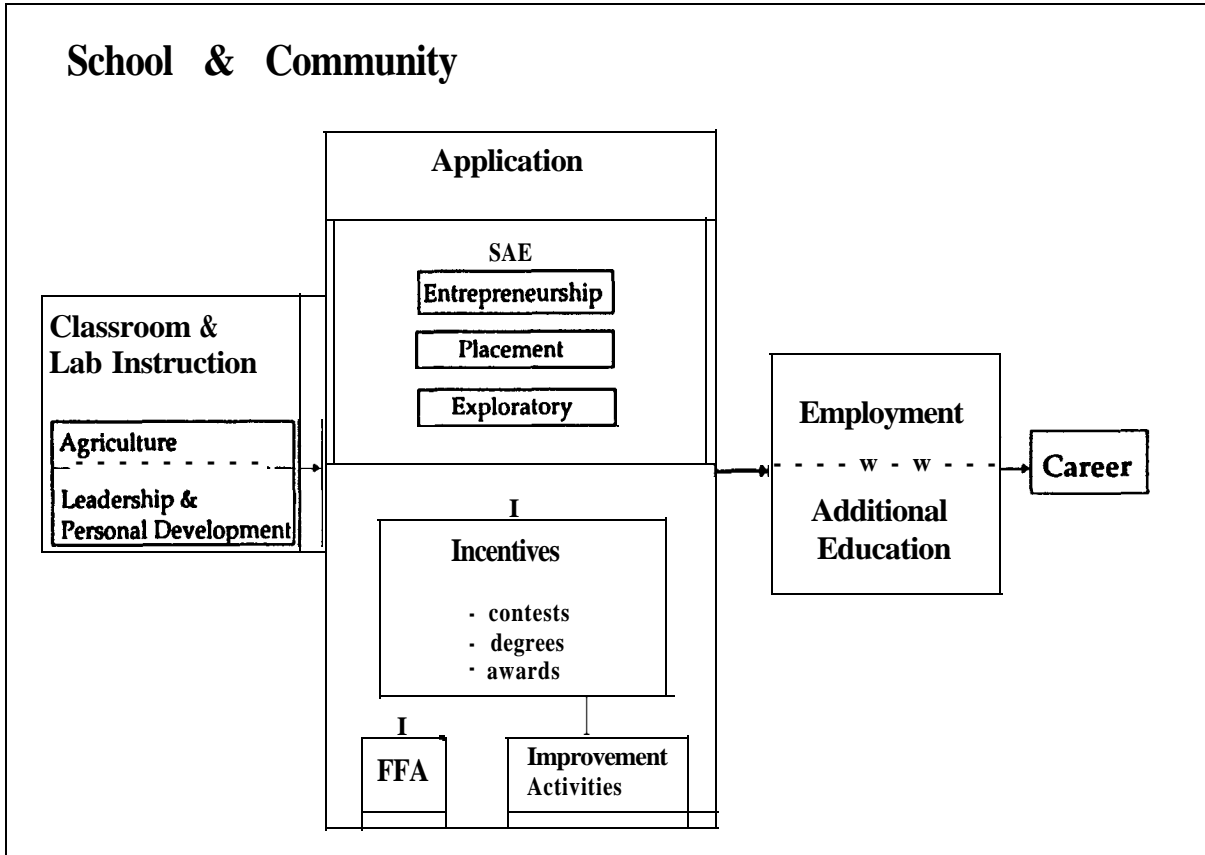 School & Community
Application
SAE
Entrepreneurship
Placement
Exploratory
Classroom &
Lab Instruction
Agriculture
Leadership &
Personal Development
I
Incentives
- contests
- degrees
- awards
I
FFA
Improvement
Activities
Employment
- - - - w - w - - - -
Additional
Education
Career